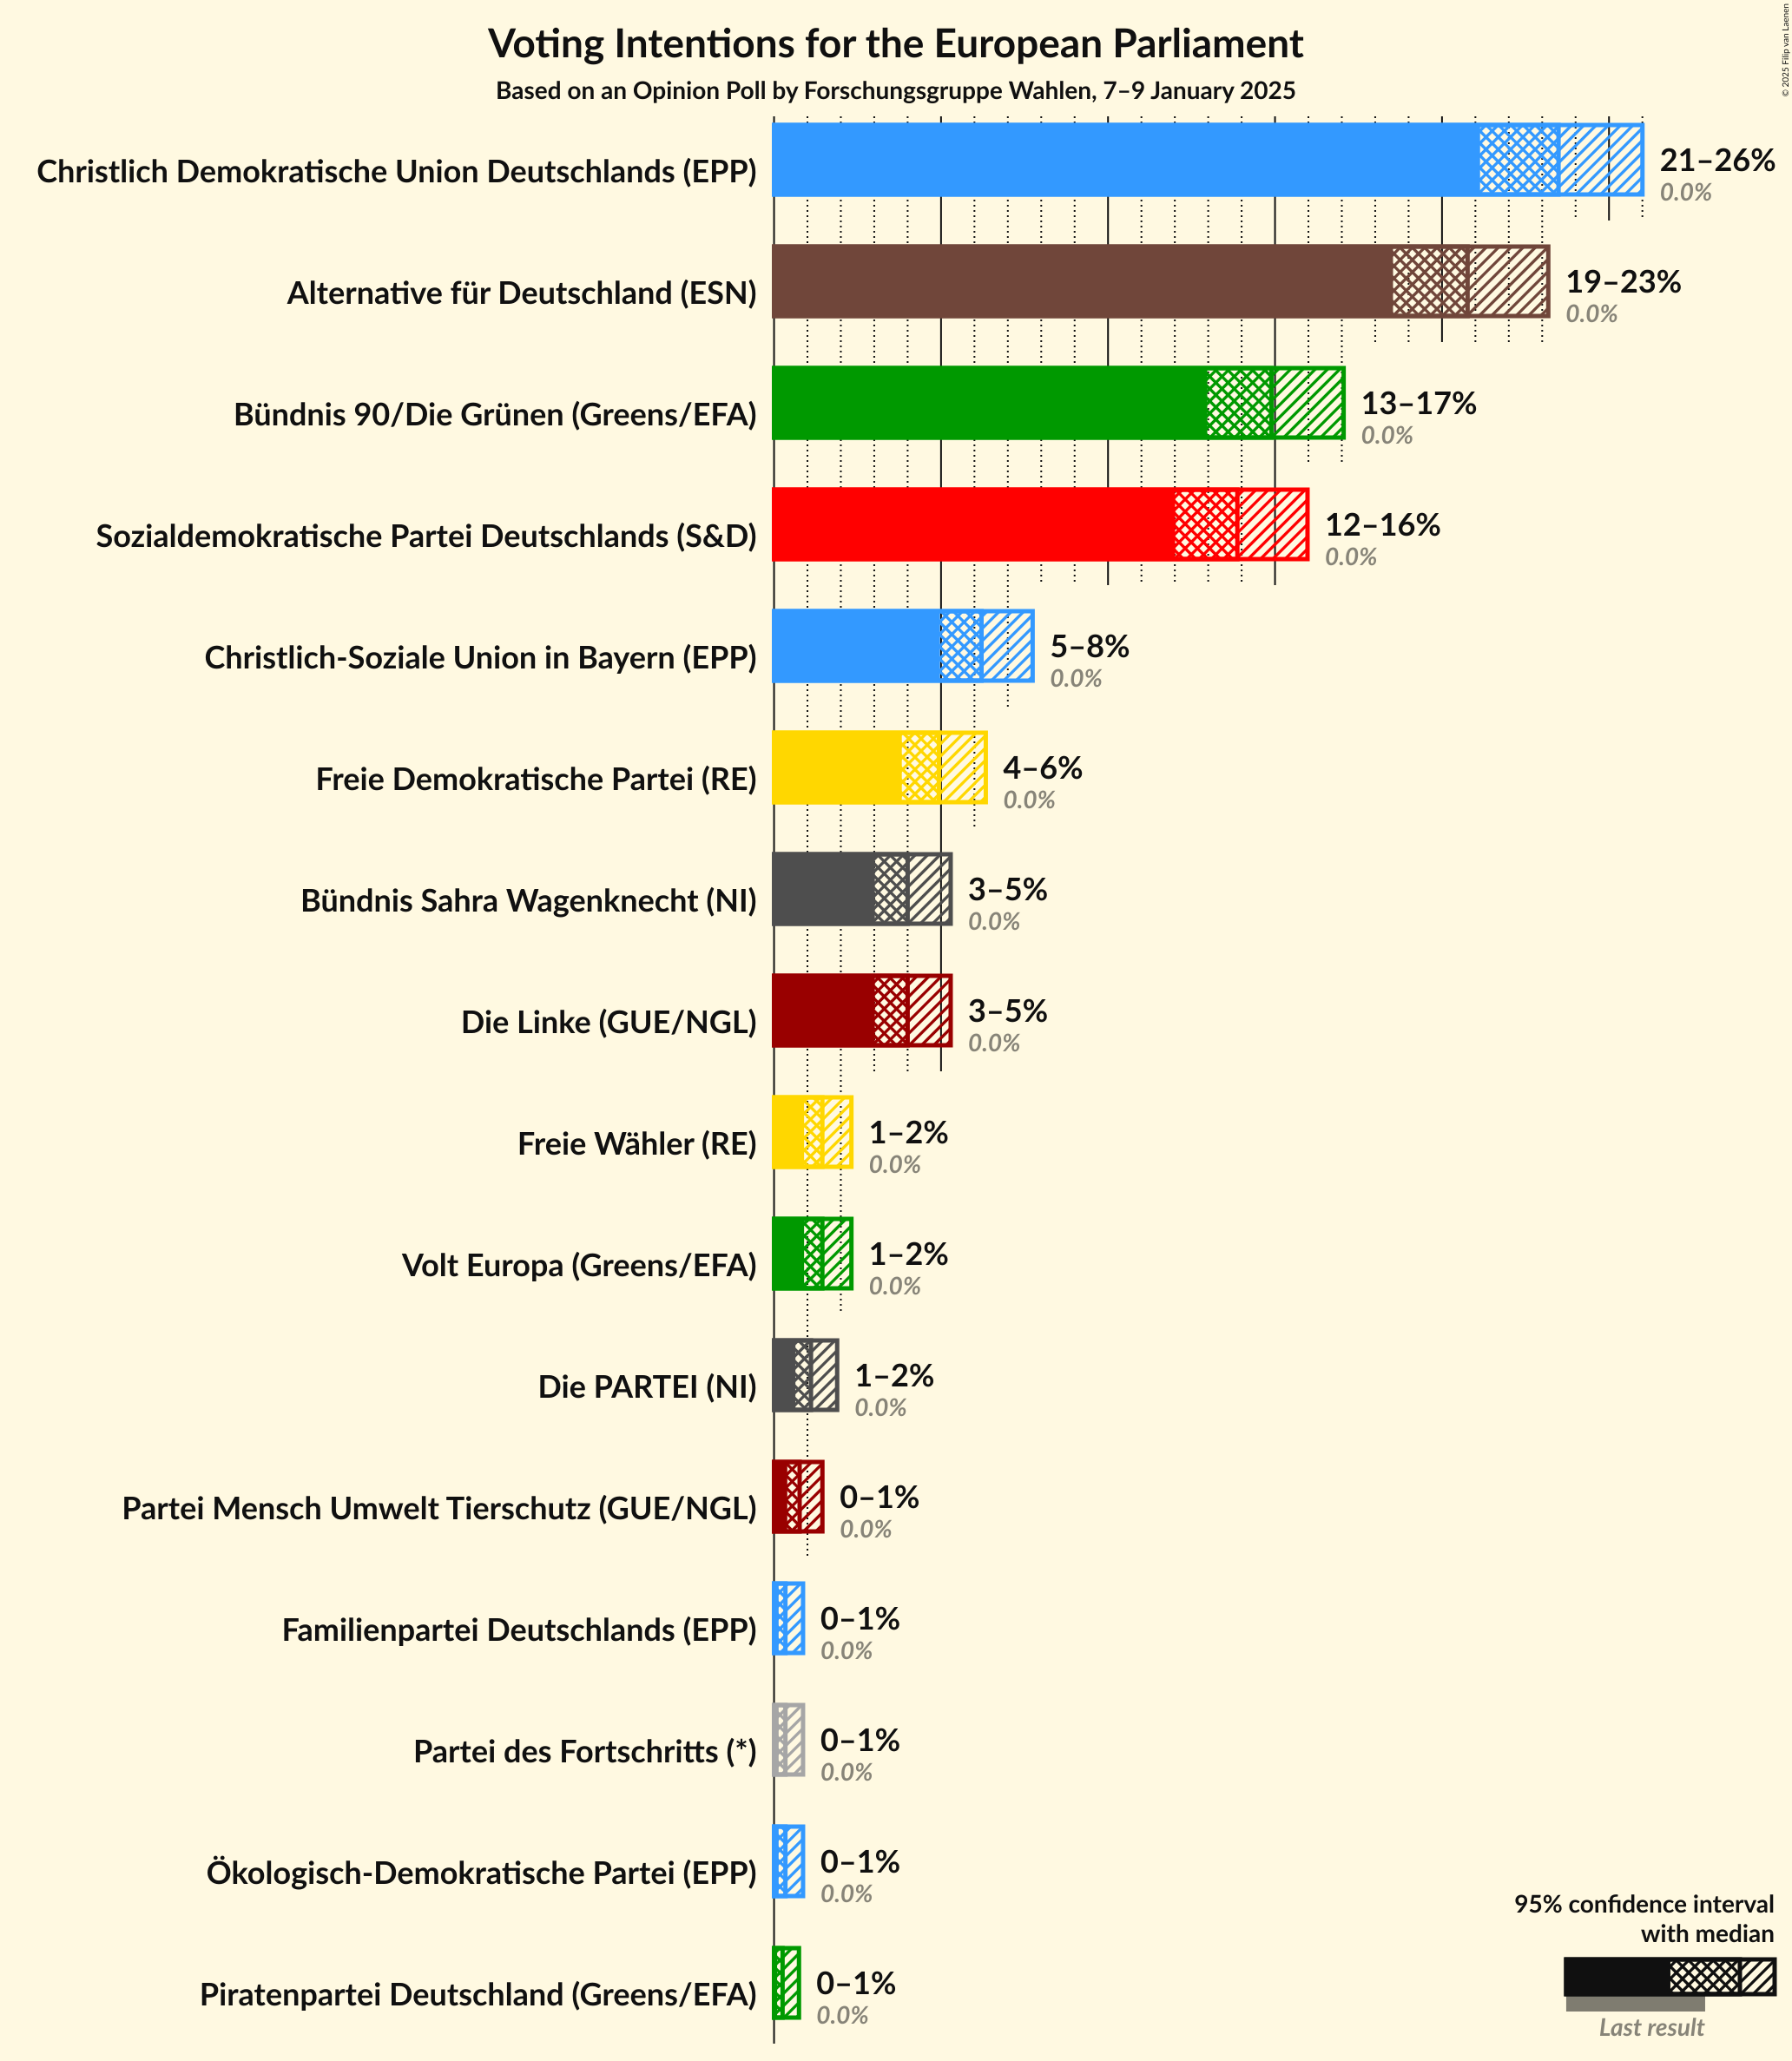 Voting Intentions for the European Parliament
Based on an Opinion Poll by Forschungsgruppe Wahlen, 7–9 January 2025
© 2025 Filip van Laenen
Christlich Demokratische Union Deutschlands (EPP)
21–26%
0.0%
Alternative für Deutschland (ESN)
19–23%
0.0%
Bündnis 90/Die Grünen (Greens/EFA)
13–17%
0.0%
Sozialdemokratische Partei Deutschlands (S&D)
12–16%
0.0%
Christlich-Soziale Union in Bayern (EPP)
5–8%
0.0%
Freie Demokratische Partei (RE)
4–6%
0.0%
Bündnis Sahra Wagenknecht (NI)
3–5%
0.0%
Die Linke (GUE/NGL)
3–5%
0.0%
Freie Wähler (RE)
1–2%
0.0%
Volt Europa (Greens/EFA)
1–2%
0.0%
Die PARTEI (NI)
1–2%
0.0%
Partei Mensch Umwelt Tierschutz (GUE/NGL)
0–1%
0.0%
Familienpartei Deutschlands (EPP)
0–1%
0.0%
Partei des Fortschritts (*)
0–1%
0.0%
Ökologisch-Demokratische Partei (EPP)
0–1%
0.0%
Piratenpartei Deutschland (Greens/EFA)
0–1%
0.0%
95% confidence interval
with median
Last result